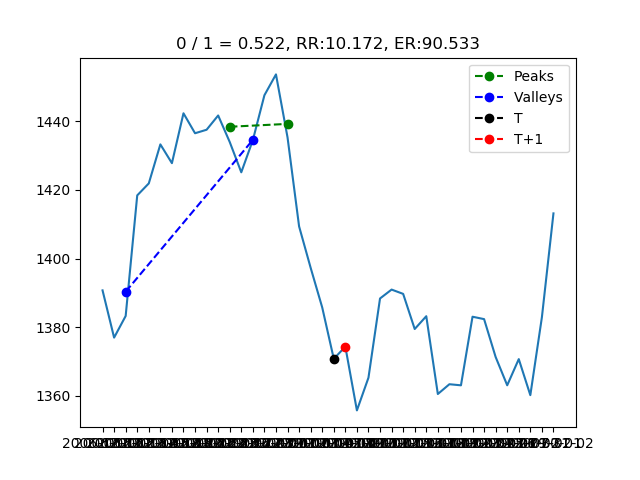 0 / 1 = 0.522, RR:10.172, ER:90.533
Peaks
Valleys
T
T+1
1440
1420
1400
1380
1360